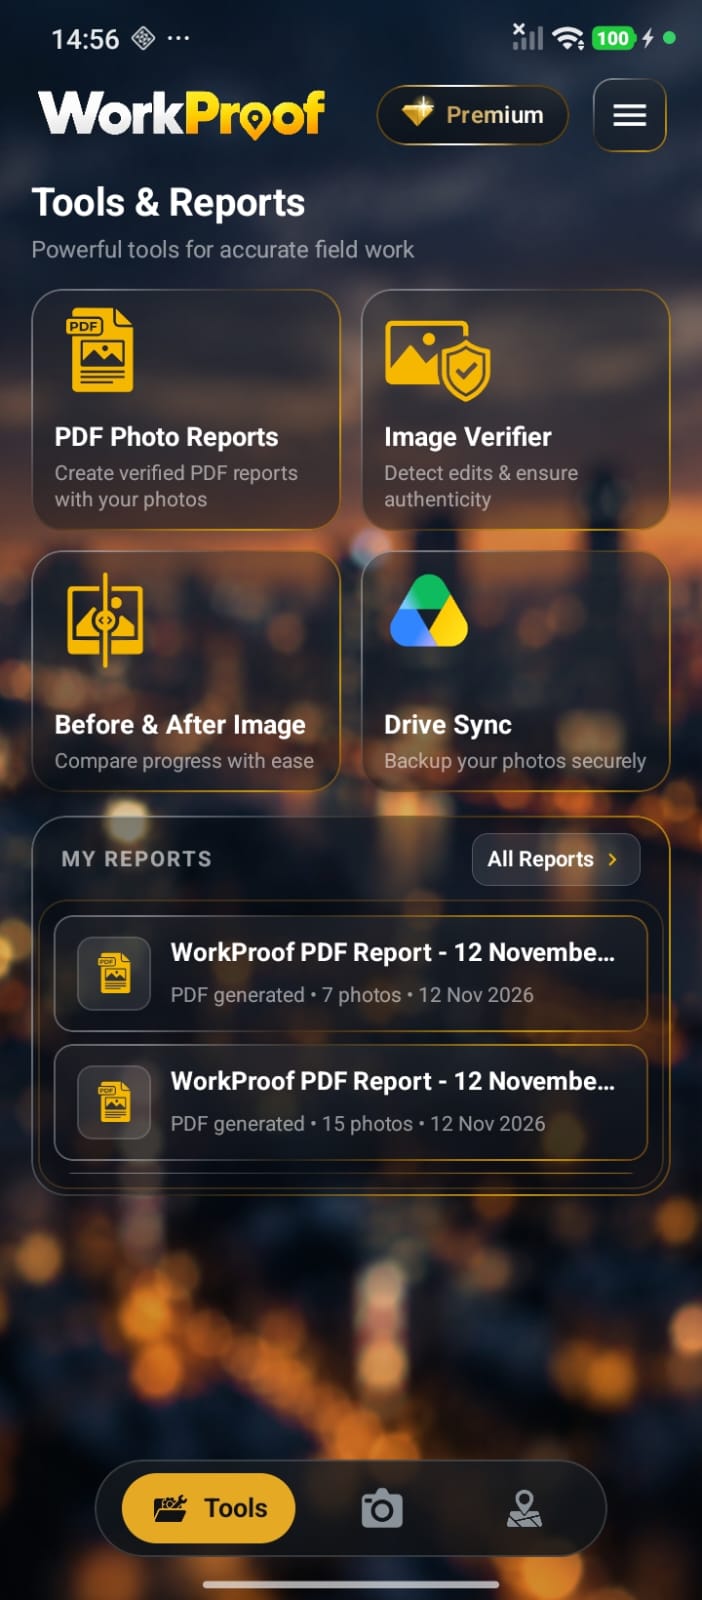 14:56
100
WorkProof
Premium
Tools & Reports
Powerful tools for accurate field work
PDF
PDF Photo Reports
Create verified PDF reports
with your photos
Image Verifier
Detect edits & ensure
authenticity
Before & After Image
Compare progress with ease
Drive Sync
Backup your photos securely
MY REPORTS
All Reports
PDF
WorkProof PDF Report - 12 Novembe...
PDF generated • 7 photos • 12 Nov 2026
PDF
WorkProof PDF Report - 12 Novembe...
PDF generated • 15 photos • 12 Nov 2026
Tools